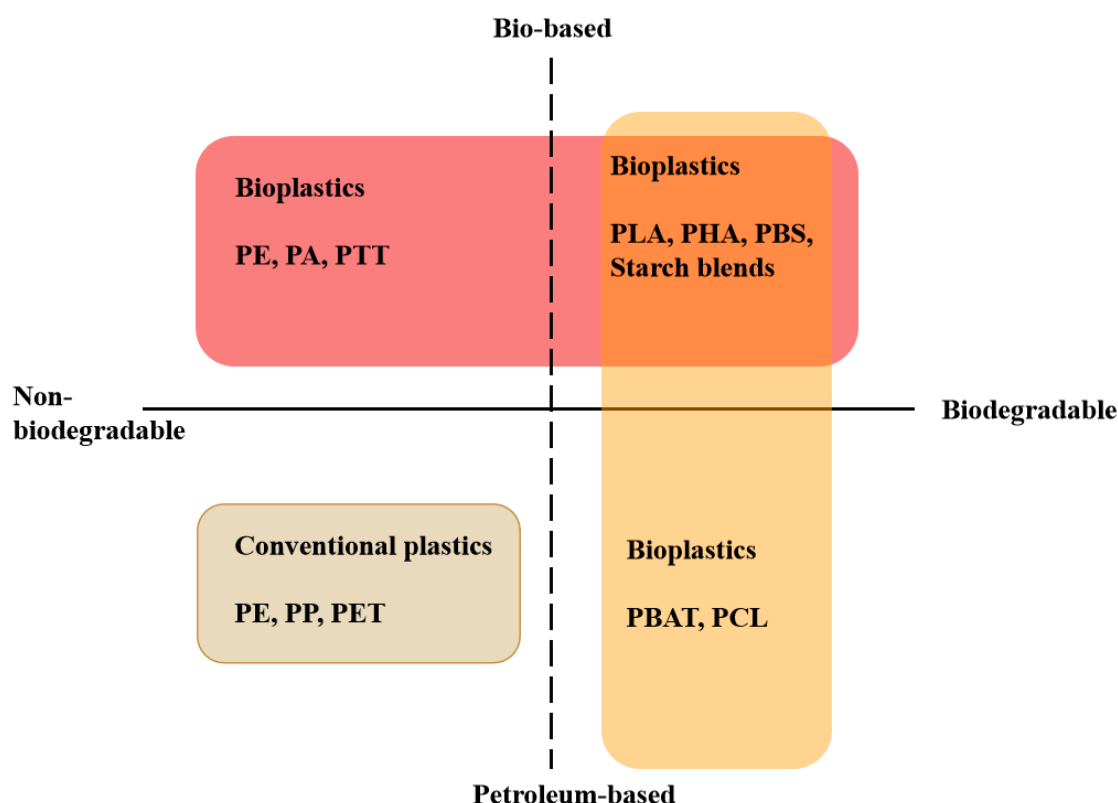 Bio-based
Bioplastics
PE, PA, PTT
Bioplastics
PLA, PHA, PBS,
Starch blends
Non-
biodegradable
Biodegradable
Conventional plastics
PE, PP, PET
Bioplastics
PBAT, PCL
Petroleum-based